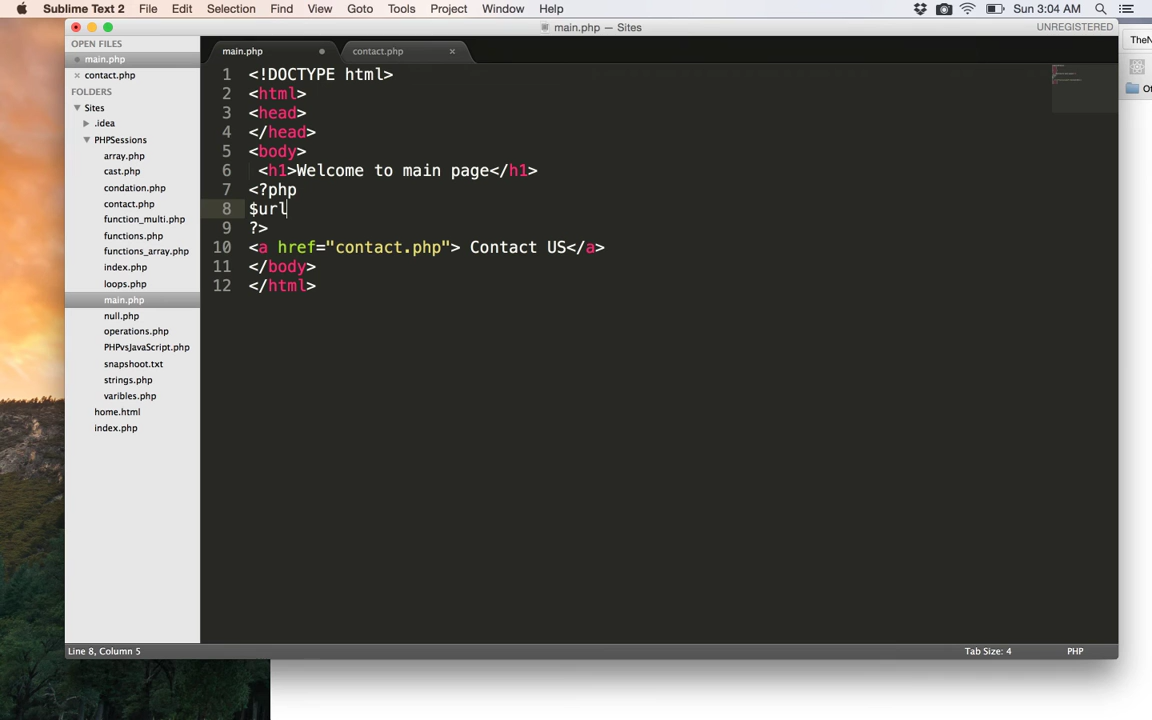 Sublime Text 2 File Edit Selection Find View Goto Tools Project Window Help Sun 3:04 AM
main.php — Sites UNREGISTERED
OPEN FILES
main.php
contact.php
FOLDERS
Sites
.idea
PHPSessions
array.php
cast.php
condation.php
contact.php
function_multi.php
functions.php
functions_array.php
index.php
loops.php
main.php
null.php
operations.php
PHPvsJavaScript.php
snapshoot.txt
strings.php
varibles.php
home.html
index.php
main.php contact.php
1 <!DOCTYPE html>
2 <html>
3 <head>
4 </head>
5 <body>
6 <h1>Welcome to main page</h1>
7 <?php
8 $url
9 ?>
10 <a href="contact.php"> Contact US</a>
11 </body>
12 </html>
Line 8, Column 5 Tab Size: 4 PHP